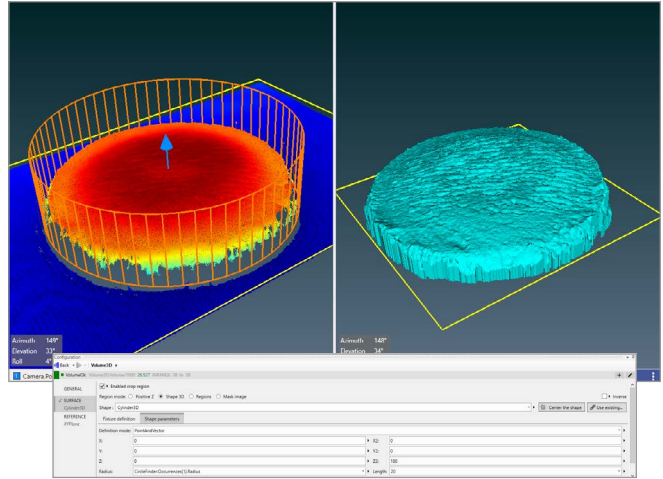 Azimuth 149°
Elevation 33°
Roll 4°
Azimuth 148°
Elevation 34°
Camera.Po
Configuration
Back
Volume3D
VolumeOk
GENERAL
Enabled crop region
Region mode: Positive Z Shape 3D Regions Mask image
Inverse
SURFACE
Cylinder3D
Shape : Cylinder3D
Center the shape
Use existing...
REFERENCE
Fixture definition Shape parameters
Definition mode: PointAndVector
X: 0 X2: 0
Y: 0 Y2: 0
Z: 0 Z2: 100
Radius: CircleFinder.Occurrences[1].Radius Length: 20